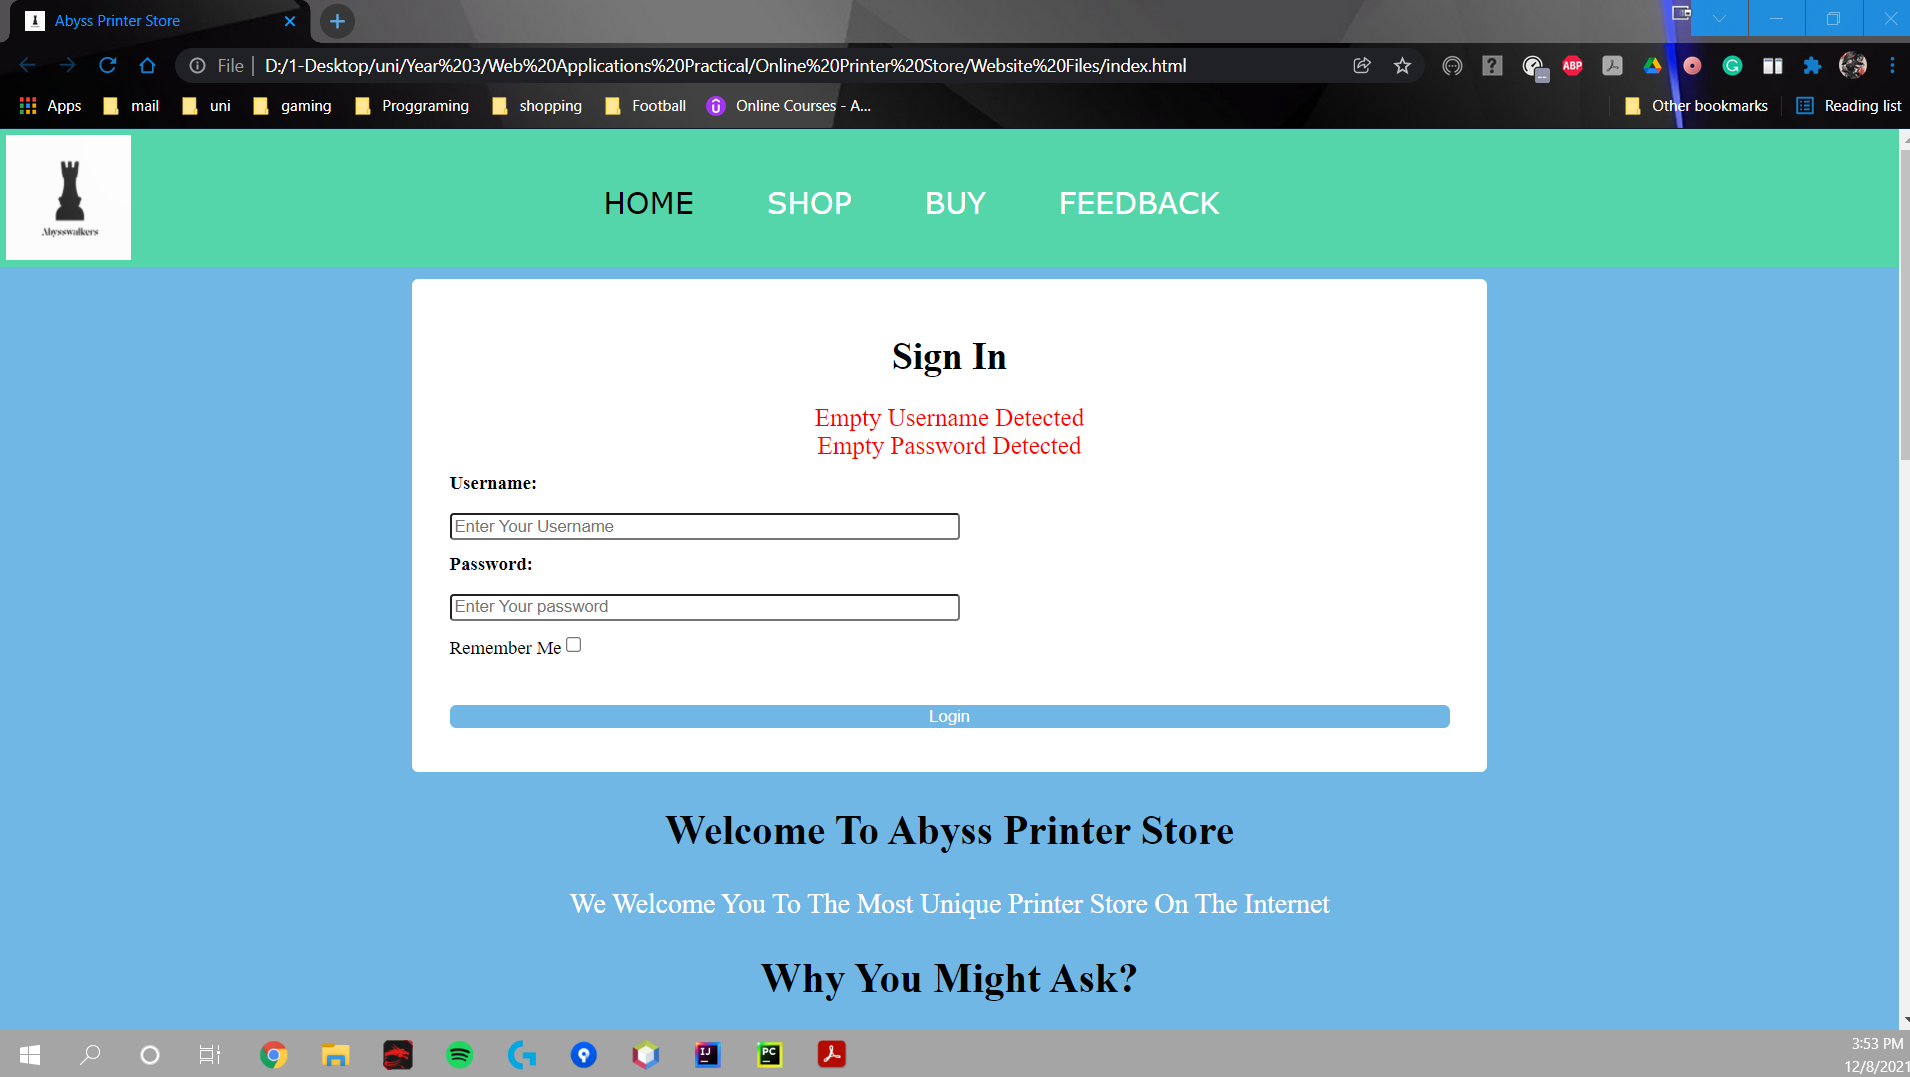 Abyss Printer Store
File | D:/1-Desktop/uni/Year%203/Web%20Applications%20Practical/Online%20Printer%20Store/Website%20Files/index.html
ABP
Apps mail uni gaming Proggraming shopping Football Online Courses - A... Other bookmarks Reading list
Abysswalkers
HOME SHOP BUY FEEDBACK
Sign In
Empty Username Detected
Empty Password Detected
Username:
Enter Your Username
Password:
Enter Your password
Remember Me
Login
Welcome To Abyss Printer Store
We Welcome You To The Most Unique Printer Store On The Internet
Why You Might Ask?
IJ
PC
3:53 PM
12/8/2021